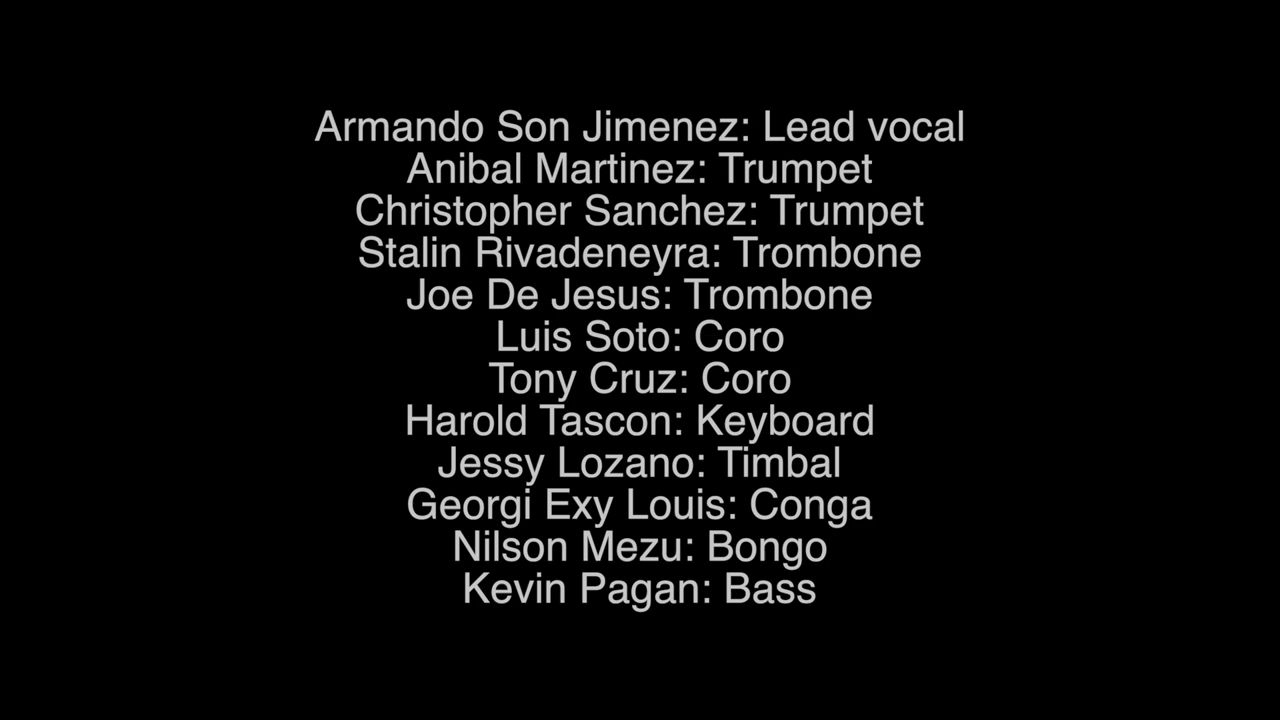 Armando Son Jimenez: Lead vocal
Anibal Martinez: Trumpet
Christopher Sanchez: Trumpet
Stalin Rivadeneyra: Trombone
Joe De Jesus: Trombone
Luis Soto: Coro
Tony Cruz: Coro
Harold Tascon: Keyboard
Jessy Lozano: Timbal
Georgi Exy Louis: Conga
Nilson Mezu: Bongo
Kevin Pagan: Bass